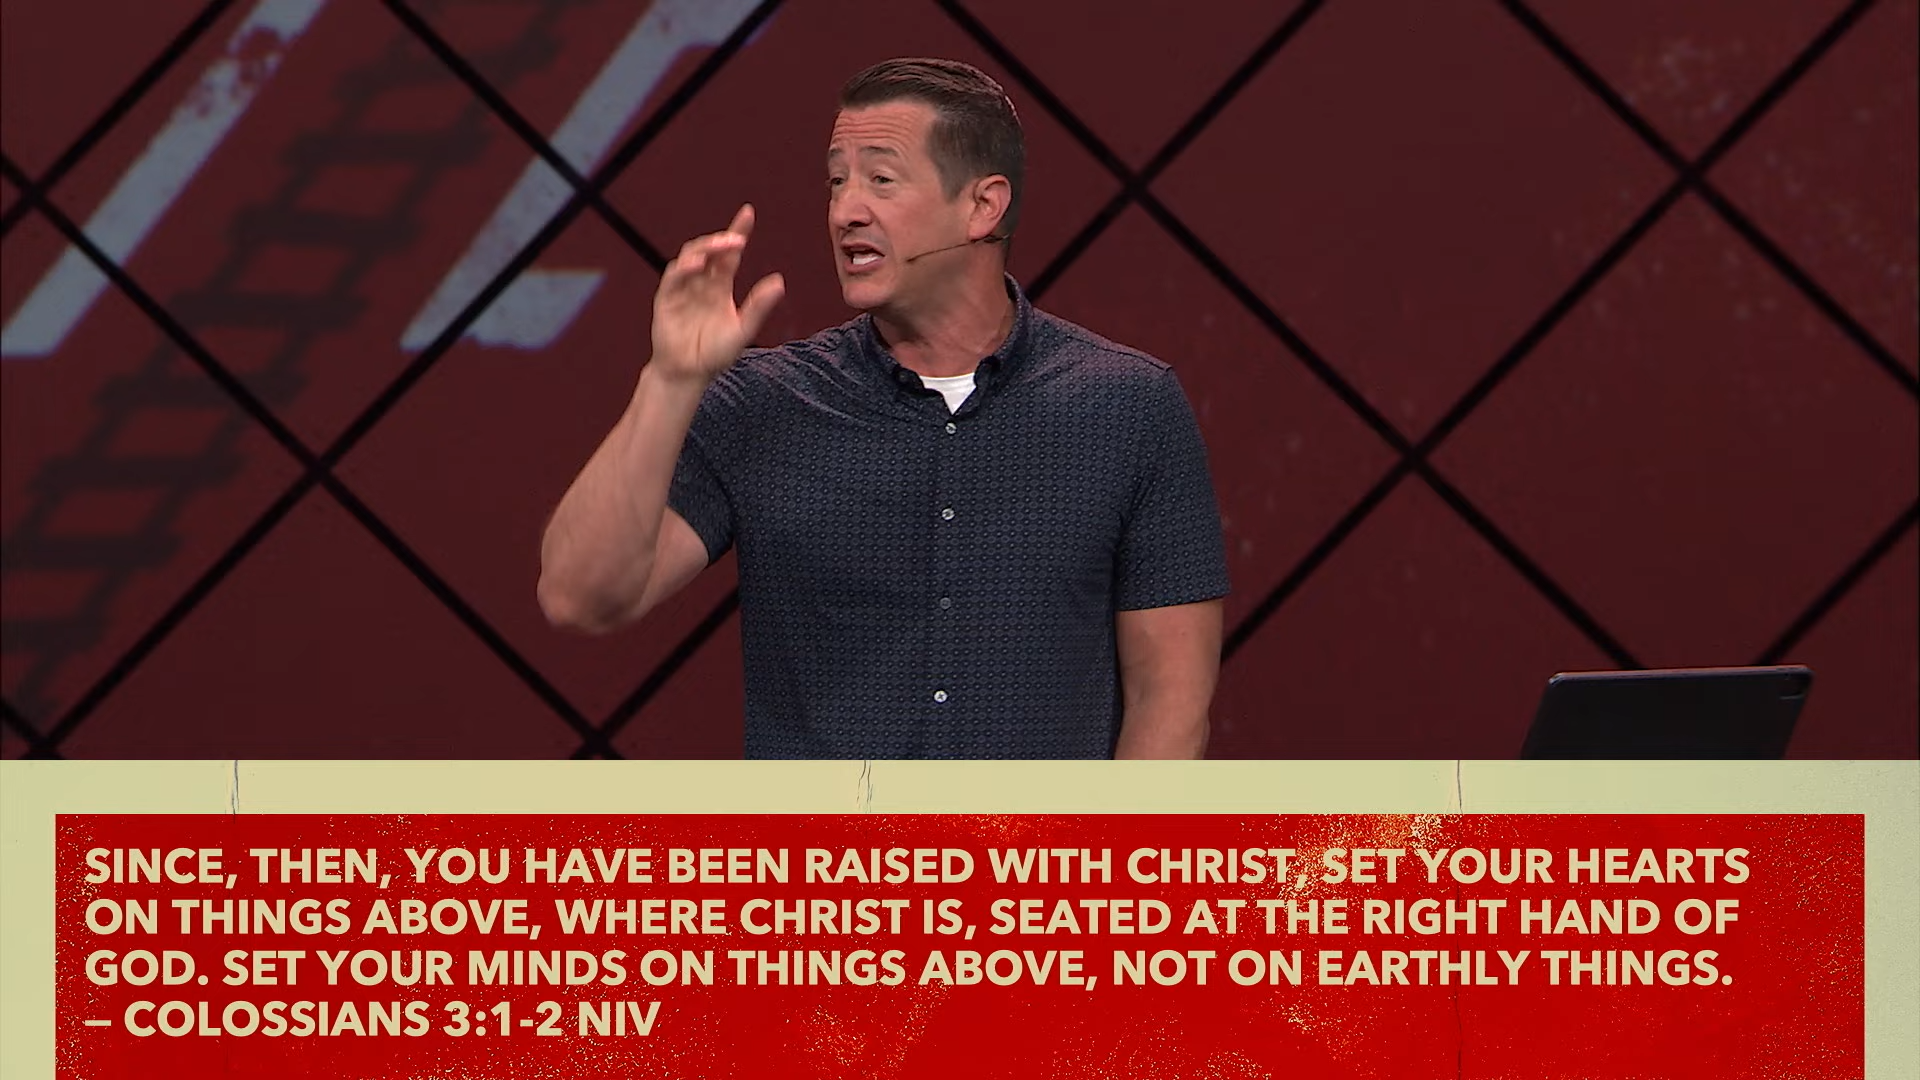 SINCE, THEN, YOU HAVE BEEN RAISED WITH CHRIST, SET YOUR HEARTS
ON THINGS ABOVE, WHERE CHRIST IS, SEATED AT THE RIGHT HAND OF
GOD. SET YOUR MINDS ON THINGS ABOVE, NOT ON EARTHLY THINGS.
– COLOSSIANS 3:1-2 NIV